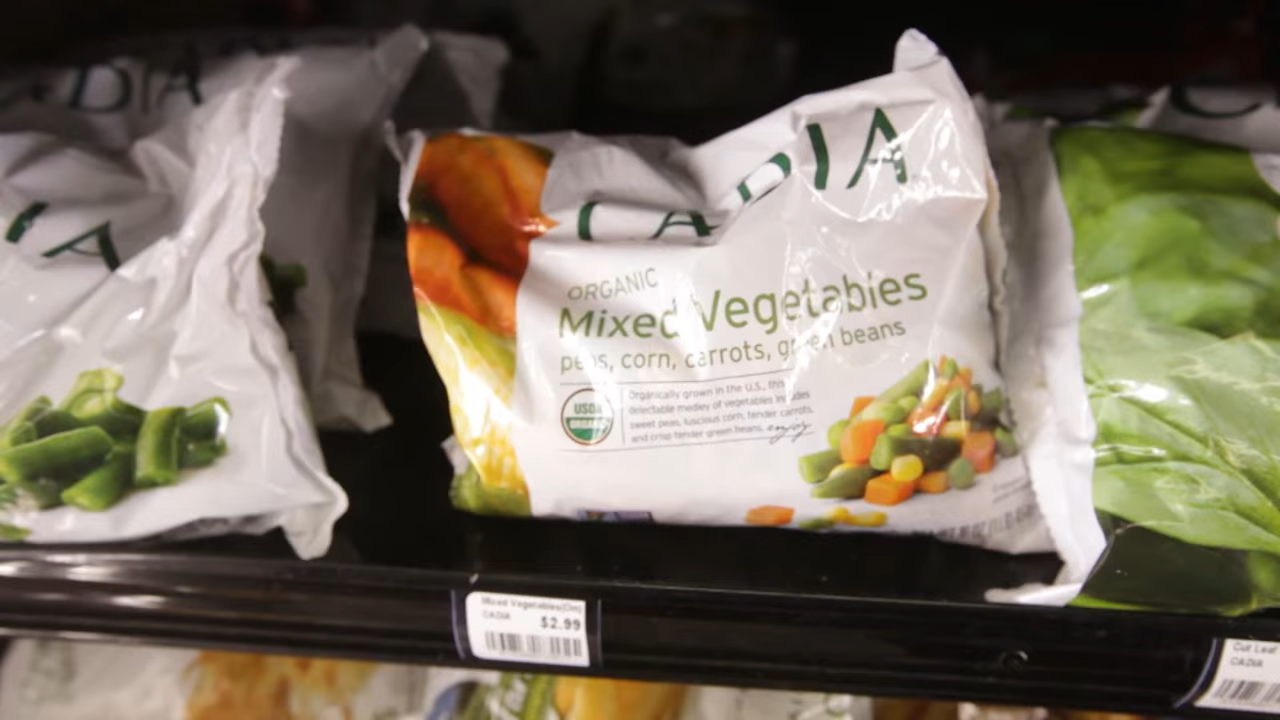 CADIA
ORGANIC
Mixed Vegetables
peas, corn, carrots, green beans
USDA
ORGANIC
Organically grown in the U.S., this
delectable medley of vegetables includes
sweet peas, luscious corn, tender carrots,
and crisp tender green beans. enjoy
DIA
A
Mixed Vegetables(Om)
CADIA $2.99
Cut Leaf
CADIA